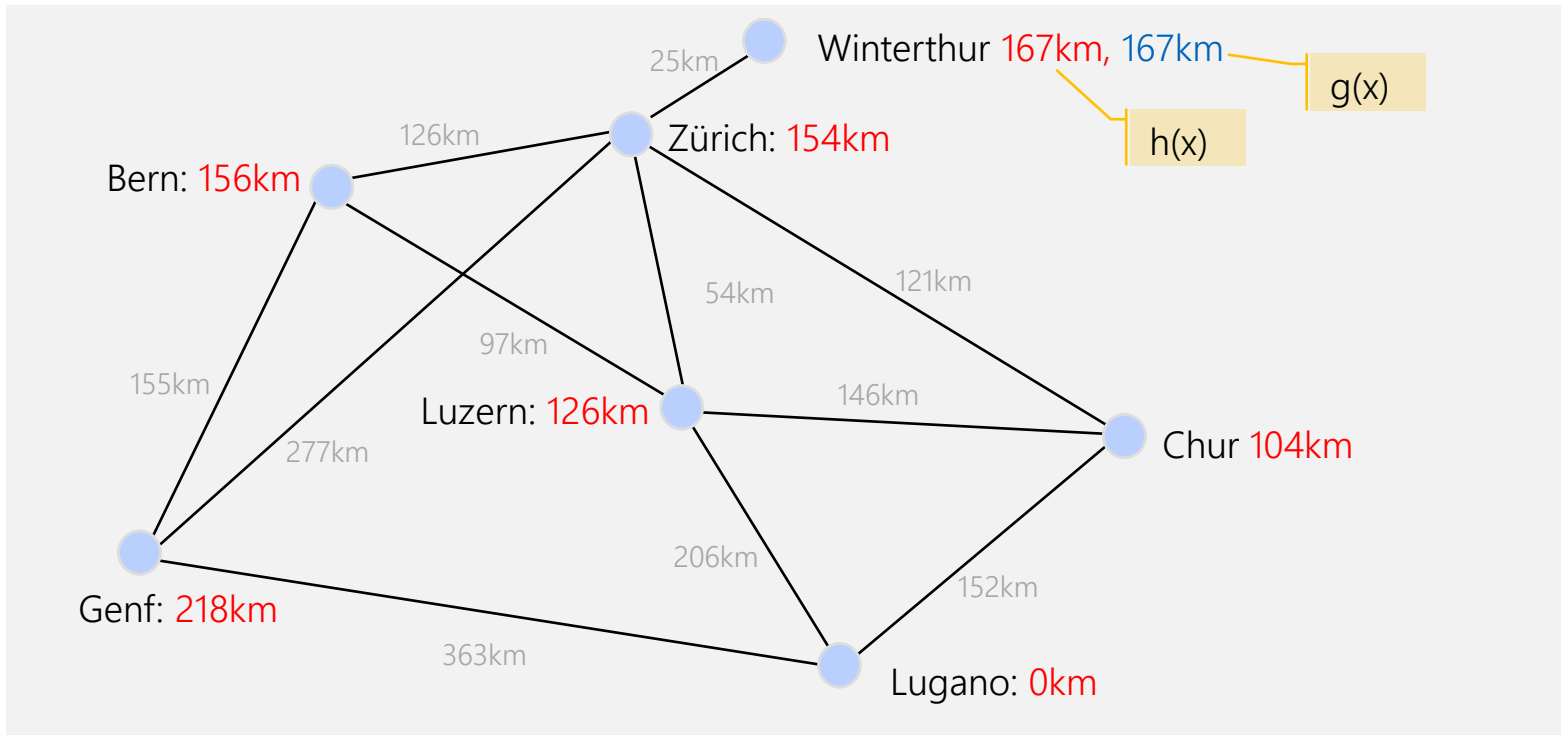 25km
Winterthur 167km, 167km
g(x)
126km
Zürich: 154km
h(x)
Bern: 156km
54km
121km
97km
155km
Luzern: 126km
146km
277km
Chur 104km
206km
152km
Genf: 218km
363km
Lugano: 0km